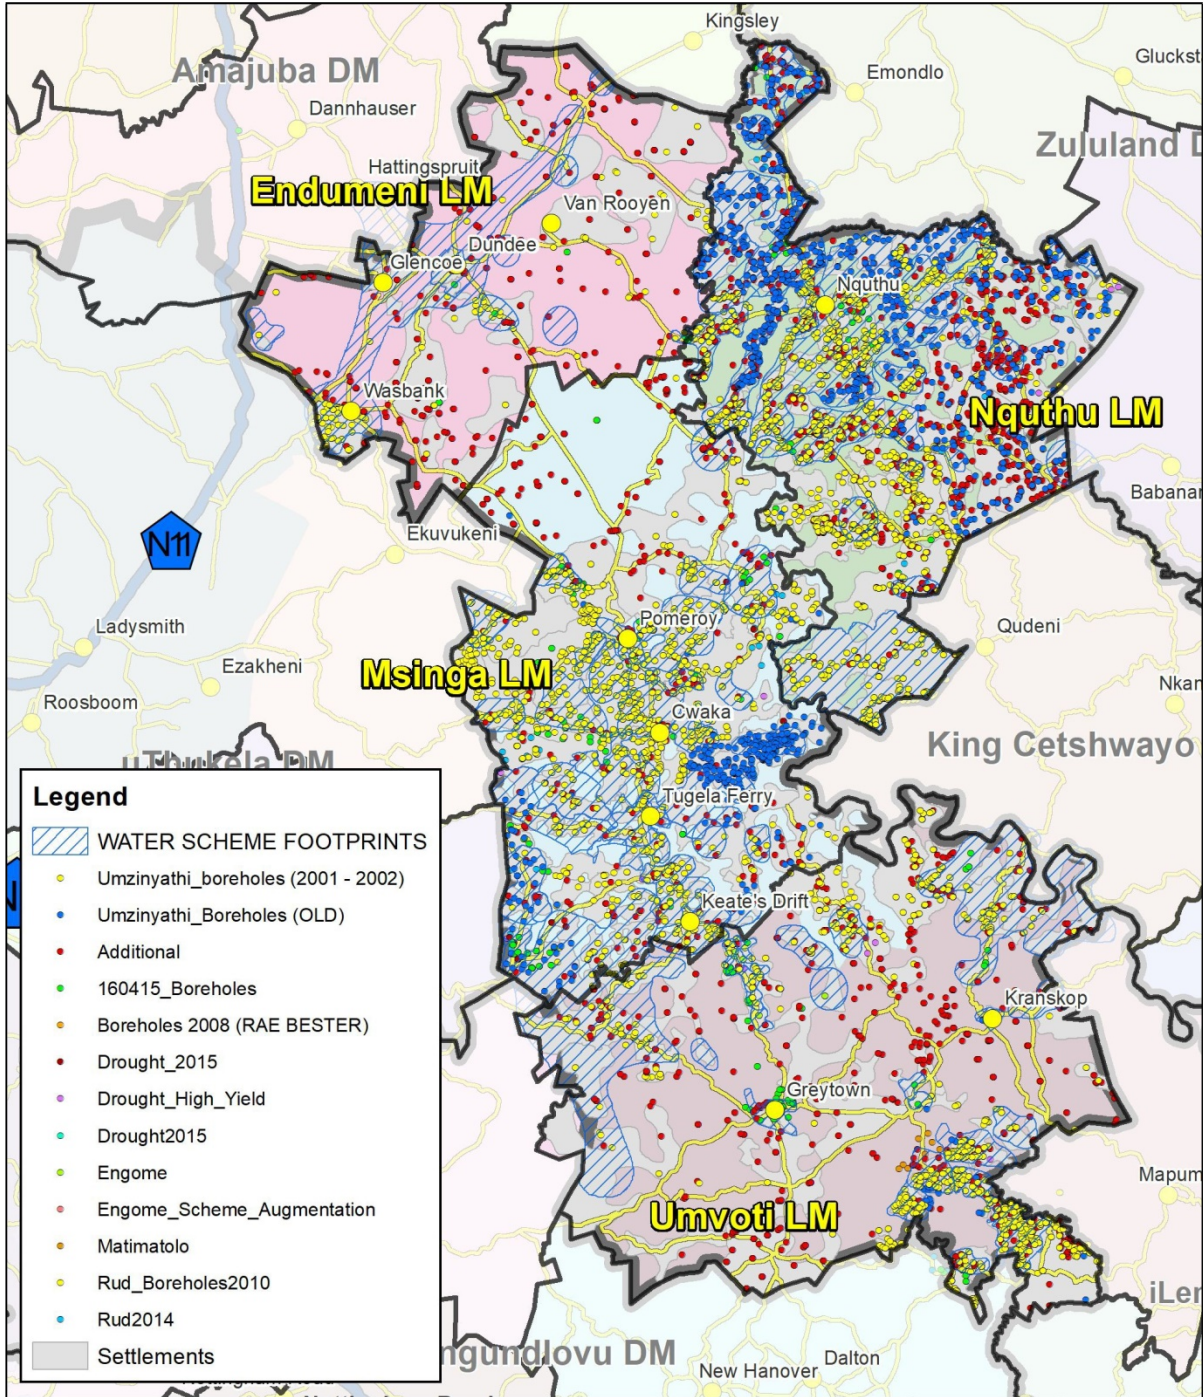 Kingsley
Gluckst
Amajuba DM
Emondlo
Dannhauser
Zululand D
Hattingspruit
Endumeni LM
Van Rooyen
Dundee
Glencoe
Nquthu
Wasbank
Nquthu LM
Babanan
N11
Ekuvukeni
Ladysmith
Pomeroy
Qudeni
Ezakheni
Msinga LM
Nkan
Roosboom
Cwaka
King Cetshwayo
uThukela DM
Tugela Ferry
Keate's Drift
Kranskop
Greytown
Mapum
Umvoti LM
iLem
ngundlovu DM
Dalton
New Hanover
Legend
WATER SCHEME FOOTPRINTS
Umzinyathi_boreholes (2001 - 2002)
Umzinyathi_Boreholes (OLD)
Additional
160415_Boreholes
Boreholes 2008 (RAE BESTER)
Drought_2015
Drought_High_Yield
Drought2015
Engome
Engome_Scheme_Augmentation
Matimatolo
Rud_Boreholes2010
Rud2014
Settlements